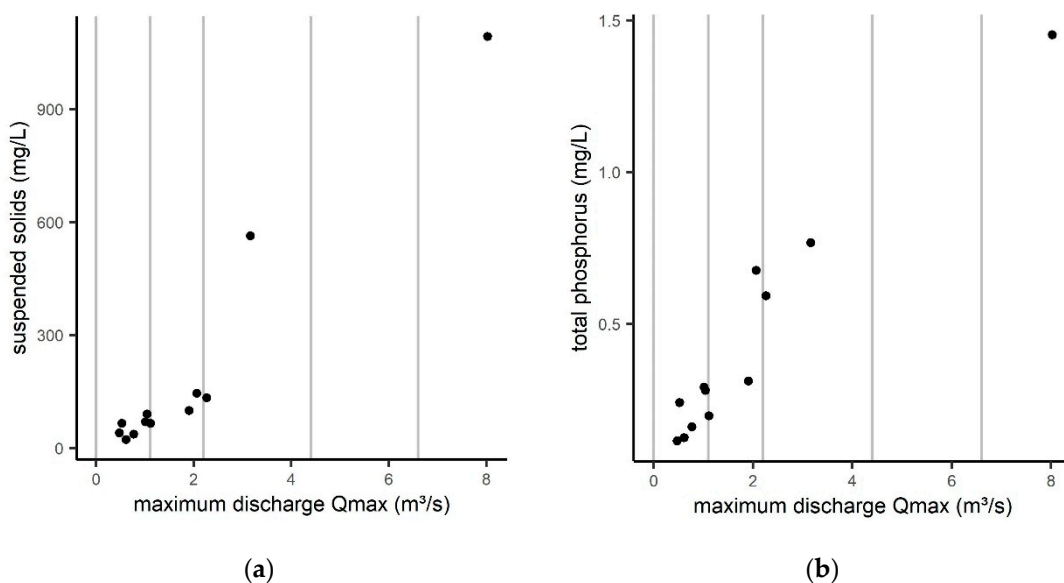 900
600
300
0
suspended solids (mg/L)
0 2 4 6 8
maximum discharge Qmax (m³/s)
(a)
1.5
1.0
0.5
total phosphorus (mg/L)
0 2 4 6 8
maximum discharge Qmax (m³/s)
(b)